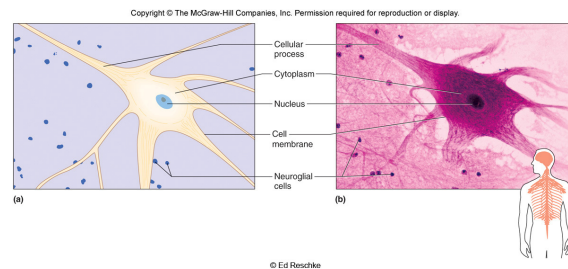 Copyright © The McGraw-Hill Companies, Inc. Permission required for reproduction or display.
Cellular
process
Cytoplasm
Nucleus
Cell
membrane
Neuroglial
cells
(a)
(b)
© Ed Reschke